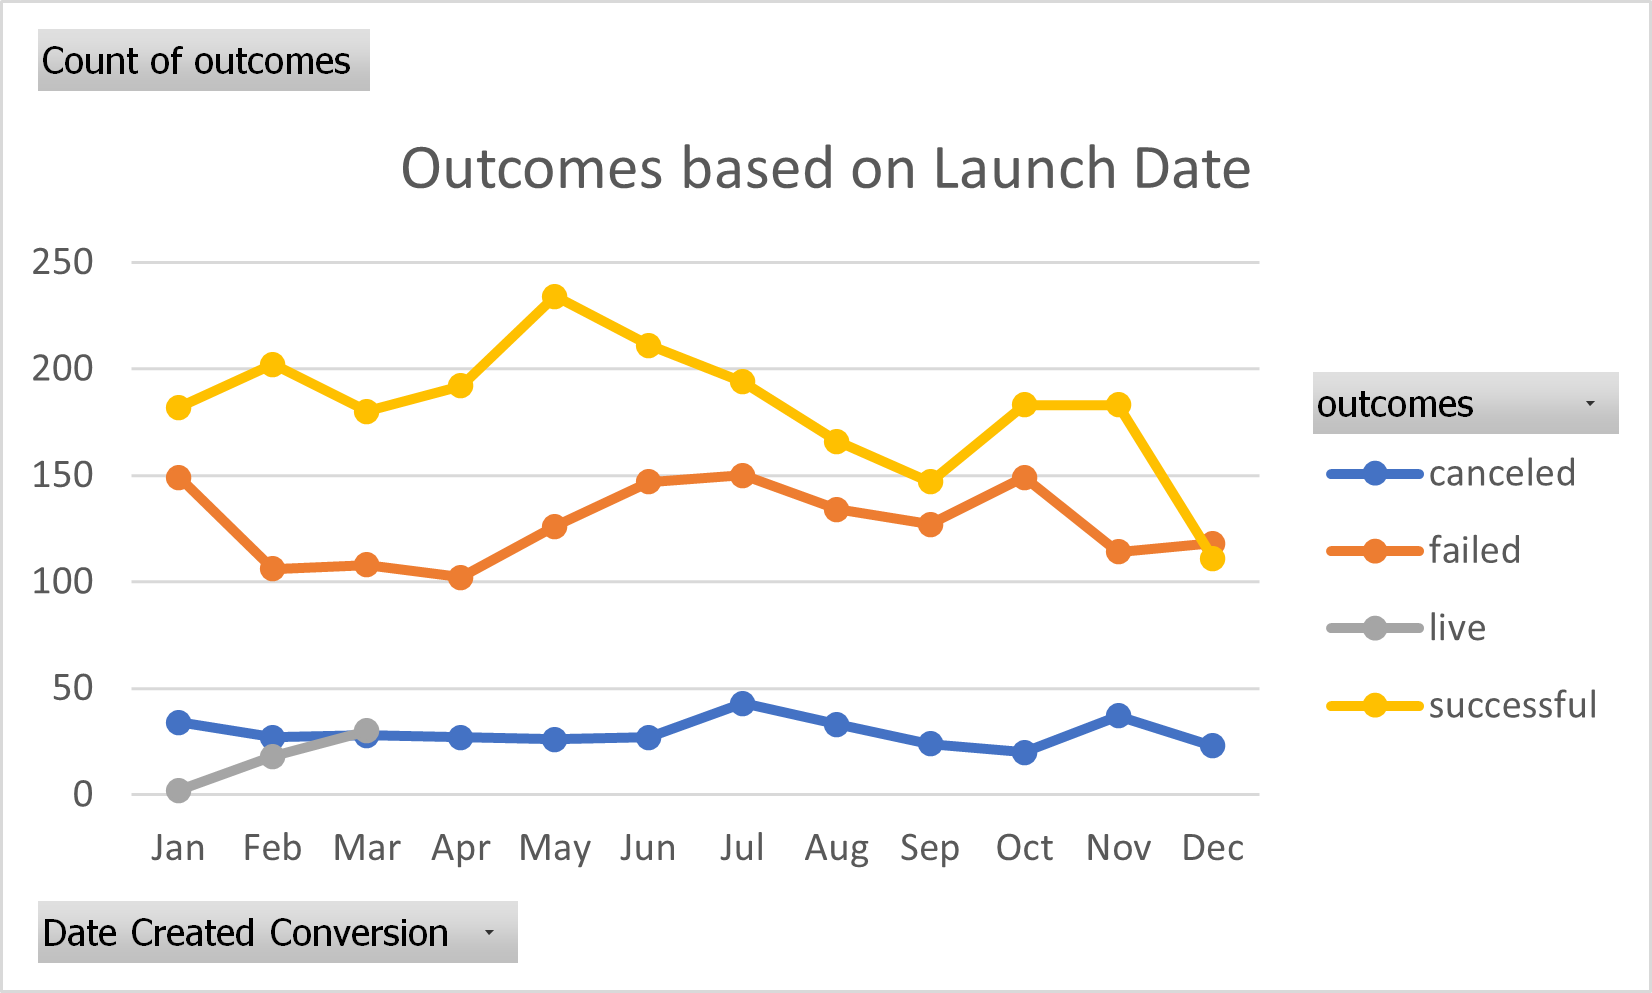 Count of outcomes
Outcomes based on Launch Date
250
200
150
100
50
0
Jan Feb Mar Apr May Jun Jul Aug Sep Oct Nov Dec
outcomes
canceled
failed
live
successful
Date Created Conversion